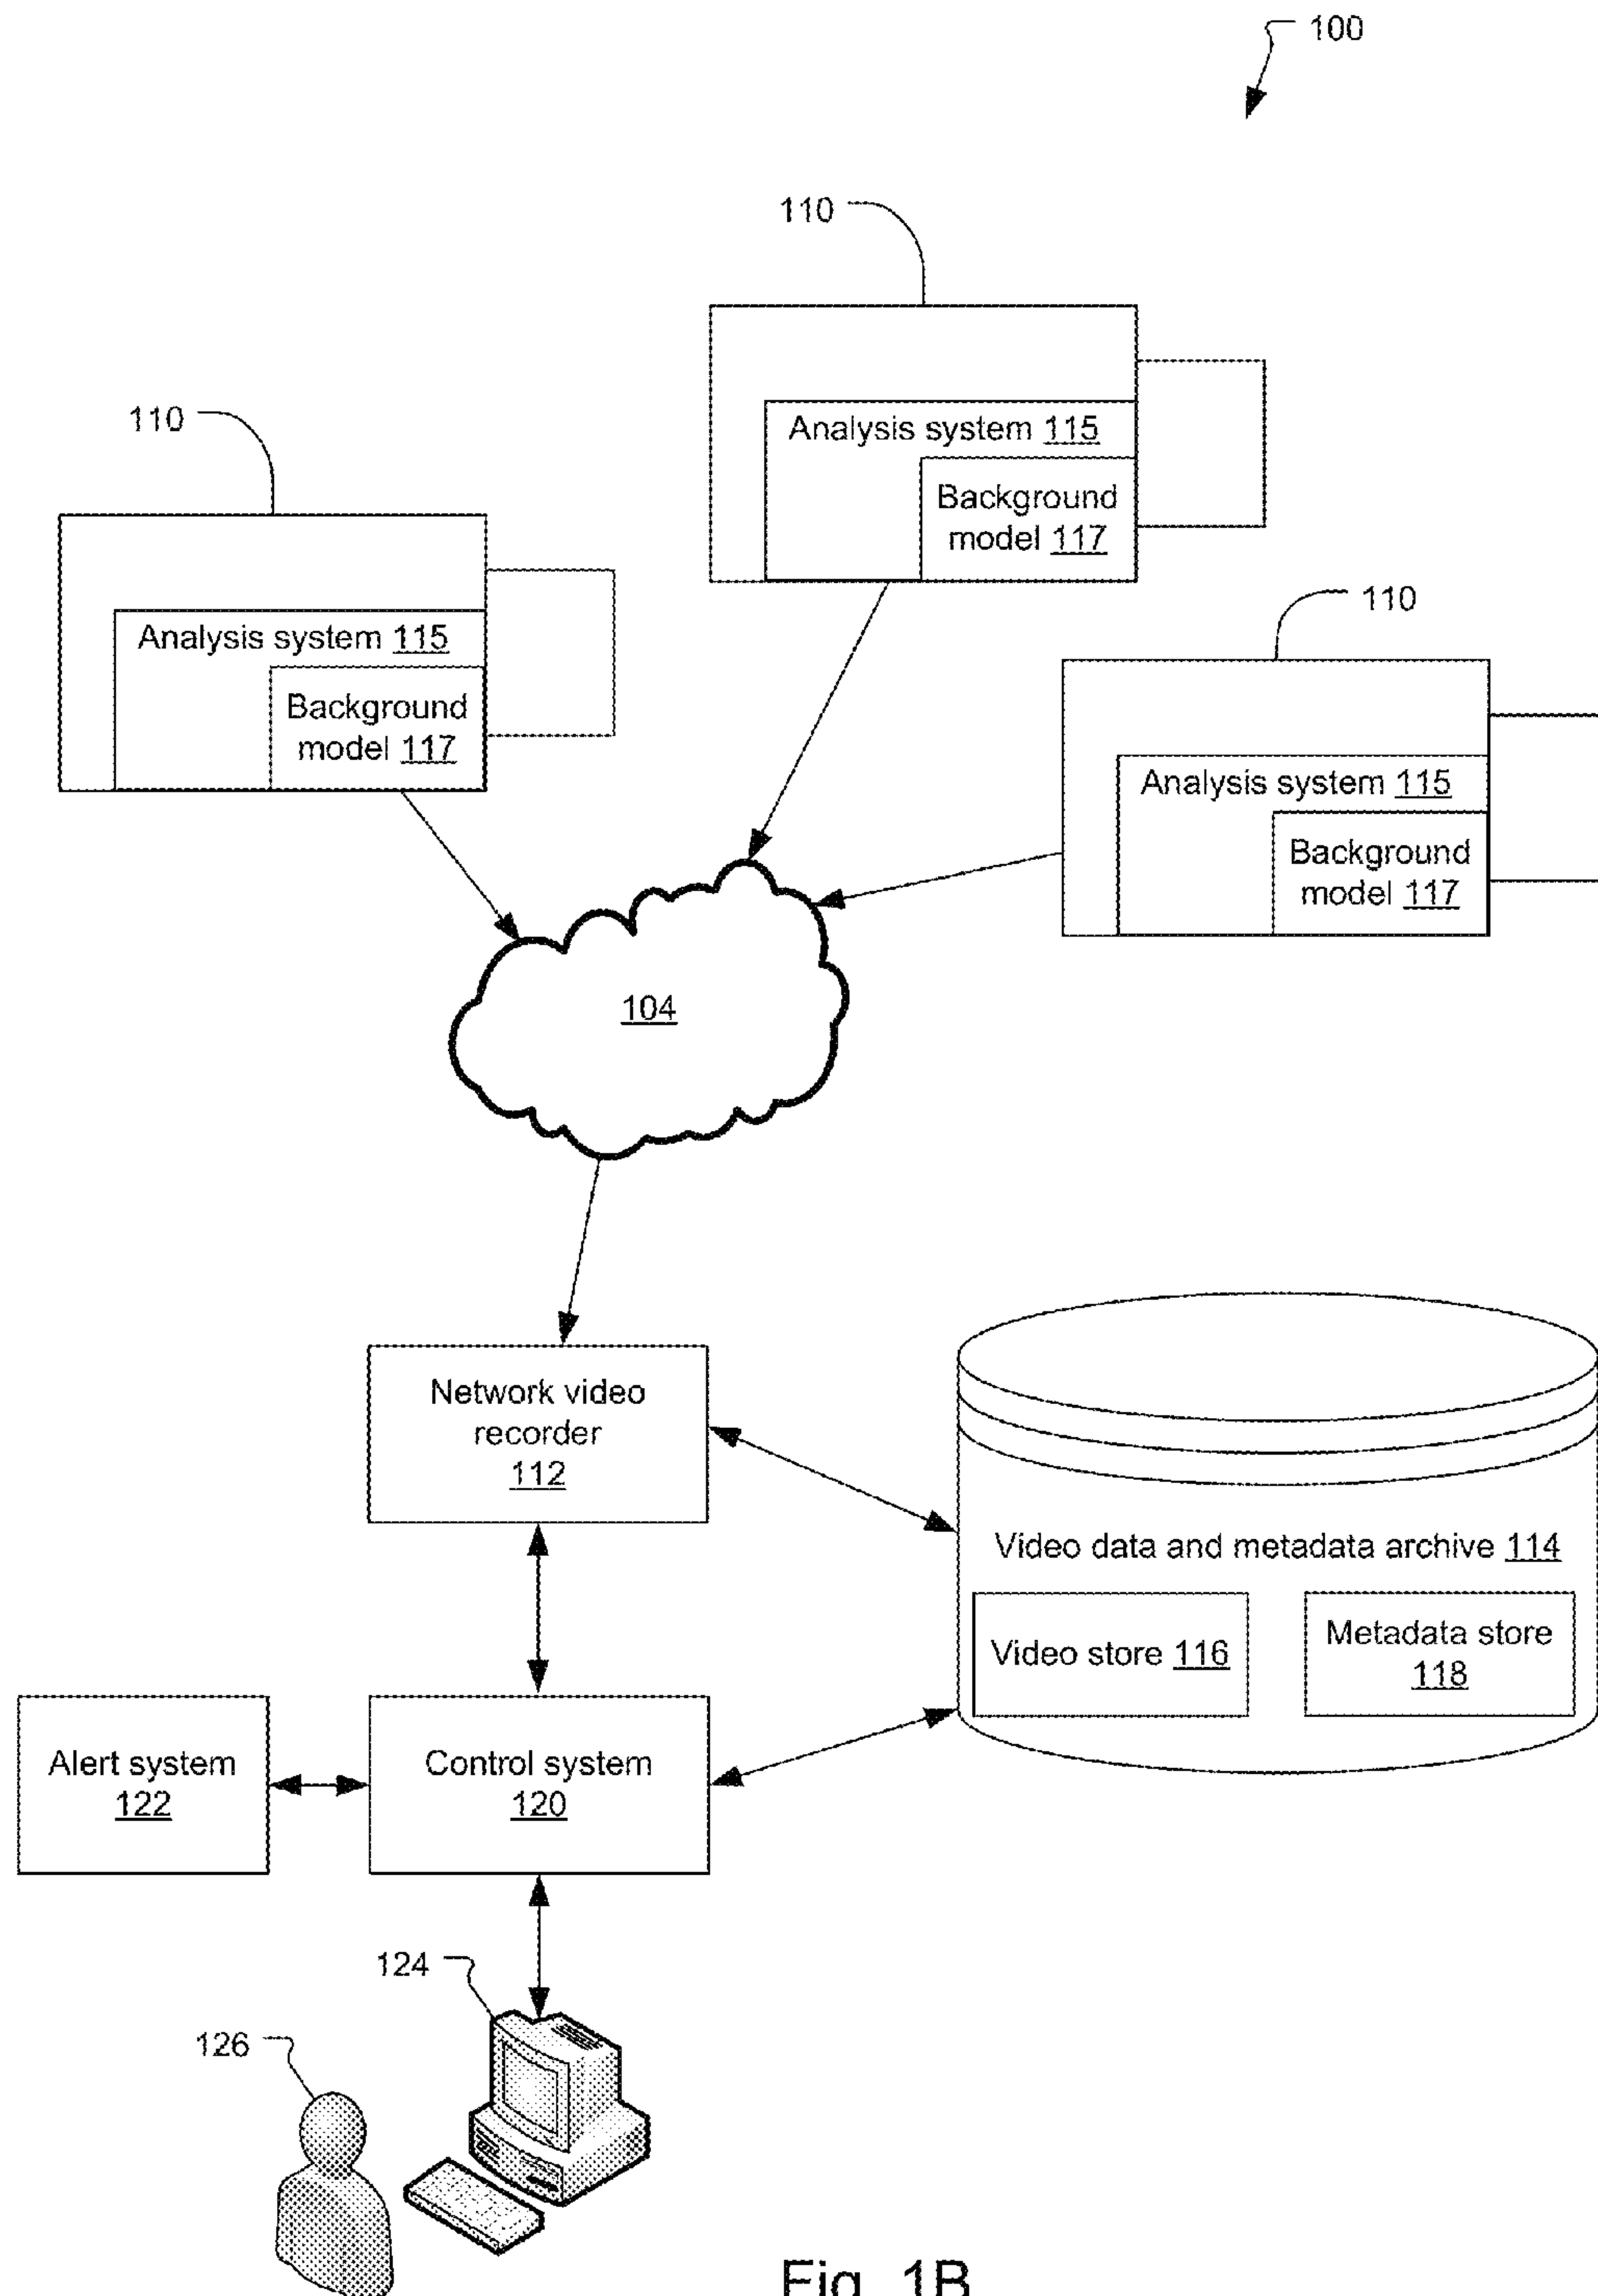 100
110
Analysis system 115
Background
model 117
110
Analysis system 115
Background
model 117
110
Analysis system 115
Background
model 117
104
Network video
recorder
112
Video data and metadata archive 114
Video store 116
Metadata store
118
Alert system
122
Control system
120
124
126
Fig. 1B